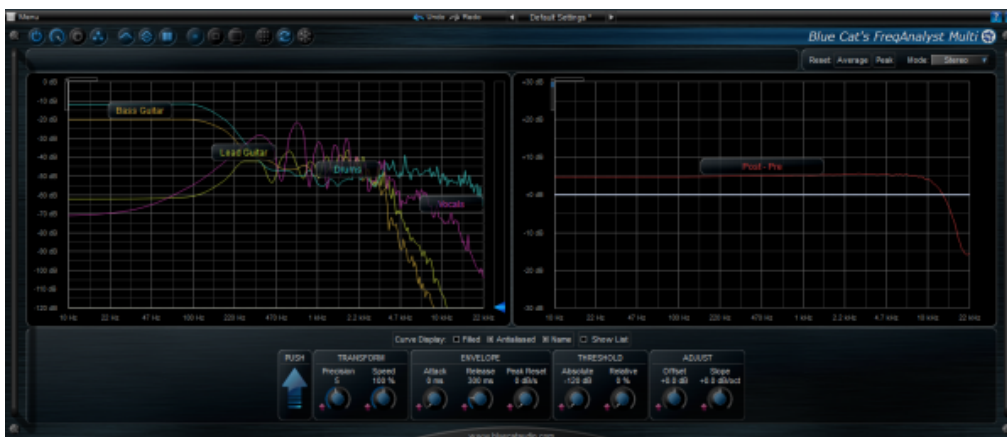 Menu Undo Redo Default Settings * ?
Blue Cat's FreqAnalyst Multi
Reset Average Peak Mode Stereo
0 dB
-10 dB
-20 dB
-30 dB
-40 dB
-50 dB
-60 dB
-70 dB
-80 dB
-90 dB
-100 dB
-110 dB
-120 dB
Bass Guitar
Lead Guitar
Drums
Vocals
10 Hz 22 Hz 47 Hz 100 Hz 220 Hz 470 Hz 1 kHz 2.2 kHz 4.7 kHz 10 kHz 22 kHz
+30 dB
+20 dB
+10 dB
0 dB
-10 dB
-20 dB
-30 dB
Post - Pre
10 Hz 22 Hz 47 Hz 100 Hz 220 Hz 470 Hz 1 kHz 2.2 kHz 4.7 kHz 10 kHz 22 kHz
Curve Display: Filled Antialiased Name Show List
PUSH TRANSFORM ENVELOPE THRESHOLD ADJUST
Precision Speed Attack Release Peak Reset Absolute Relative Offset Slope
5 100 % 0 ms 300 ms 0 dB/s -120 dB 0 % +0.0 dB +0.0 dB/oct
www.bluecataudio.com